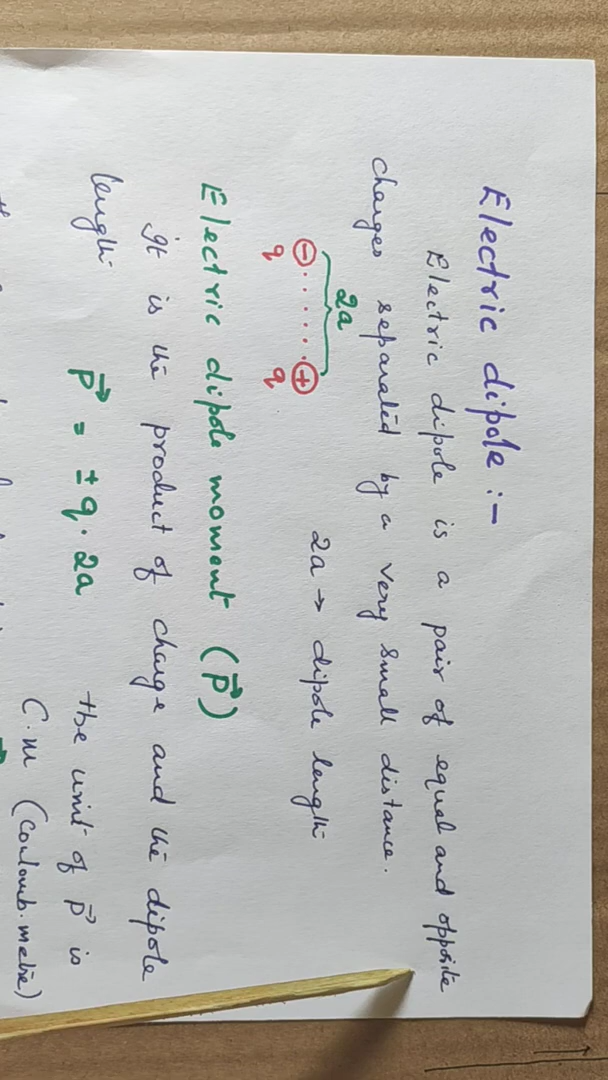 Electric dipole :-
Electric dipole is a pair of equal and opposite
charges separated by a very small distance.
2a
- +
q q
2a → dipole length
Electric dipole moment (p⃗)
It is the product of charge and the dipole
length
p⃗ = ± q . 2a
the unit of p⃗ is
C.m (coulomb.metre)